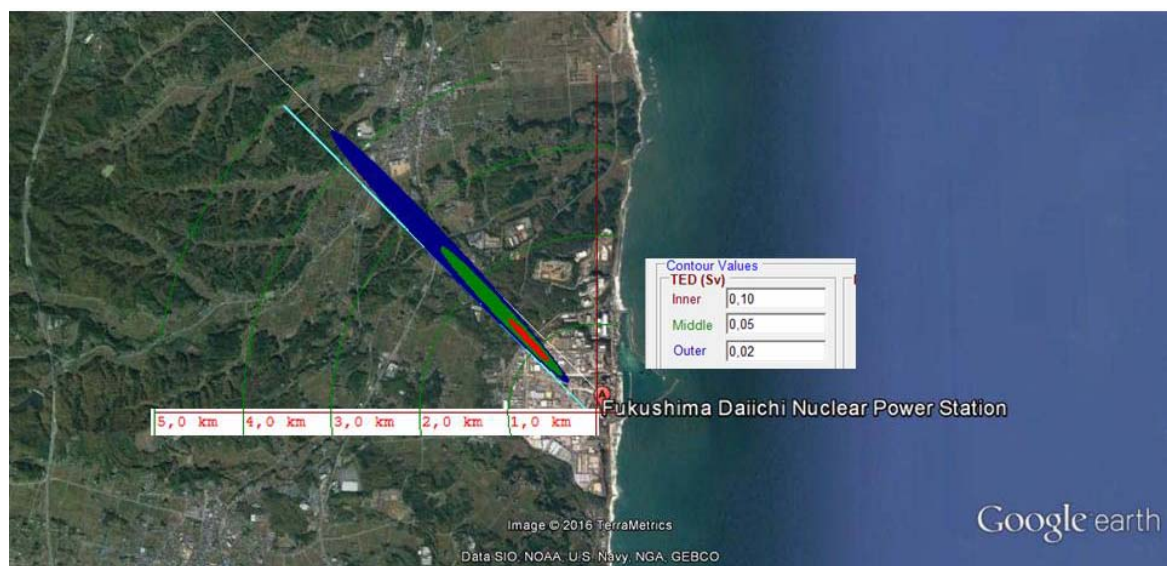 Contour Values
TED (Sv)
Inner 0,10
Middle 0,05
Outer 0,02
A
Fukushima Daiichi Nuclear Power Station
5,0 km 4,0 km 3,0 km 2,0 km 1,0 km
Image © 2016 TerraMetrics
Google earth
Data SIO, NOAA, U.S. Navy, NGA, GEBCO